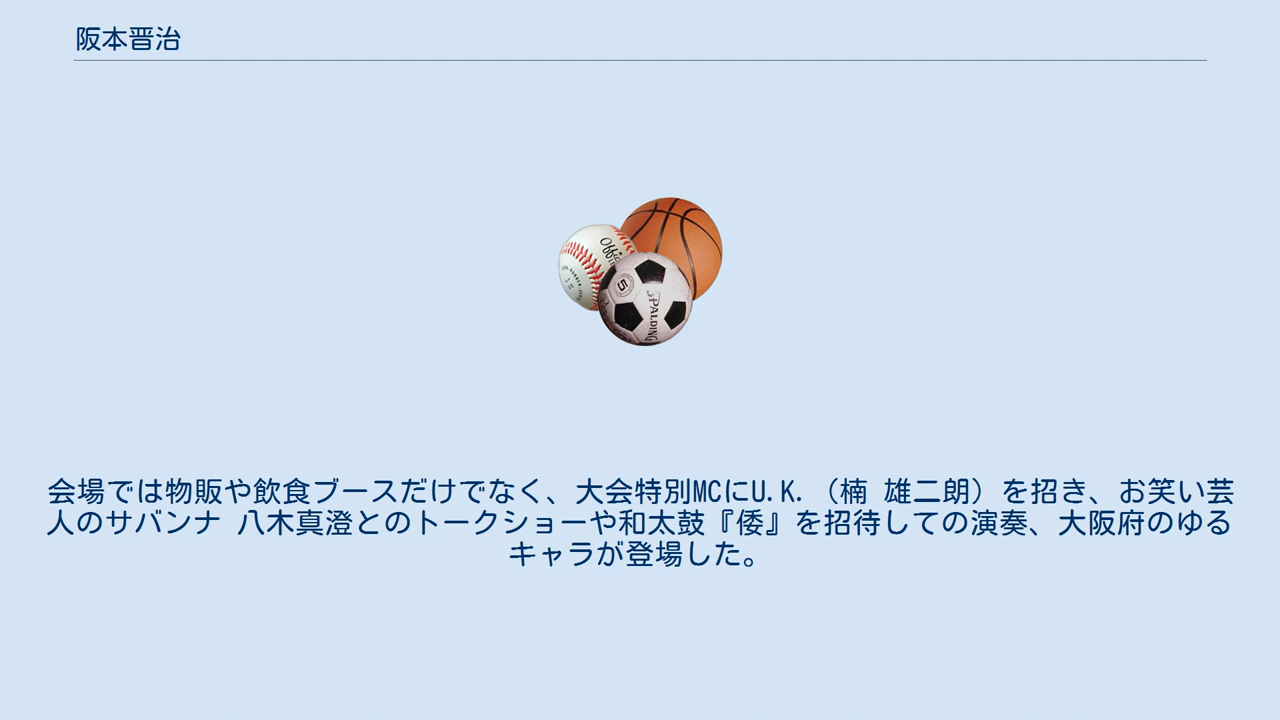 阪本晋治
Offici
5
SPALDING
会場では物販や飲食ブースだけでなく、大会特別MCにU.K.（楠 雄二朗）を招き、お笑い芸
人のサバンナ 八木真澄とのトークショーや和太鼓『倭』を招待しての演奏、大阪府のゆる
キャラが登場した。